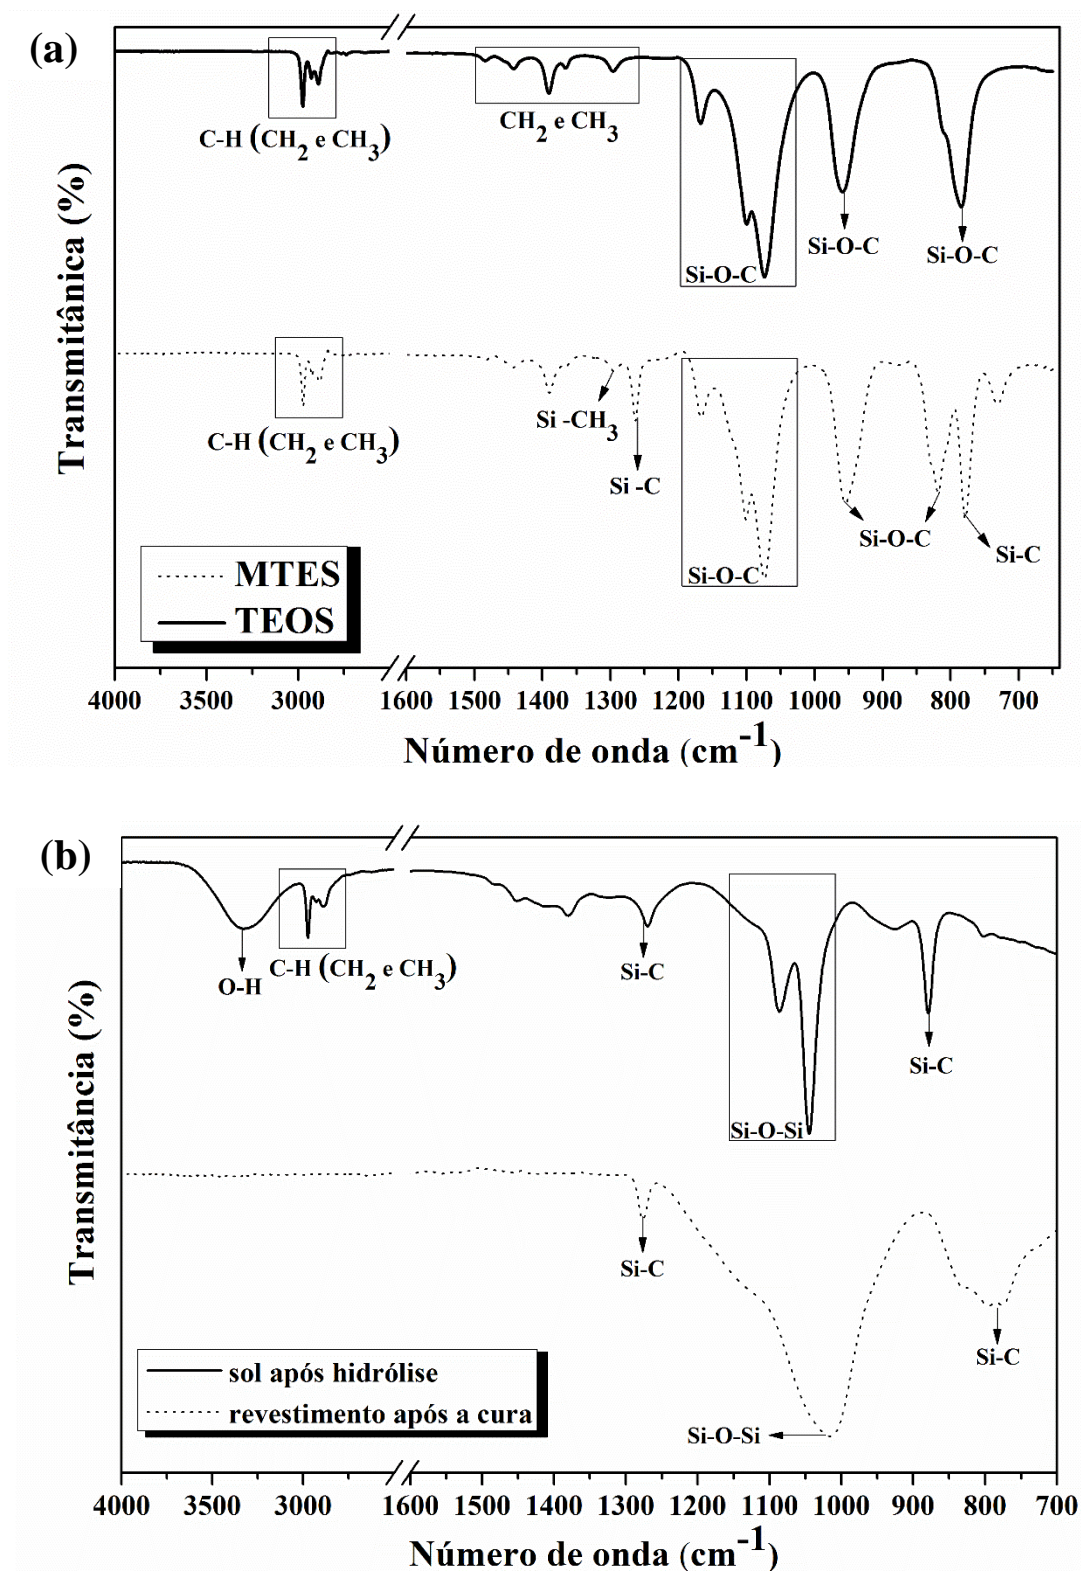 (a)
Transmitânica (%)
C-H (CH2 e CH3)
CH2 e CH3
Si-O-C
Si-O-C
Si-O-C
C-H (CH2 e CH3)
Si -CH3
Si -C
Si-O-C
Si-O-C
Si-C
MTES
TEOS
4000 3000 1600 1500 1400 1300 1200 1100 1000 900 800 700
Número de onda (cm-1)
(b)
Transmitância (%)
O-H
C-H (CH2 e CH3)
Si-C
Si-O-Si
Si-C
Si-C
Si-O-Si
Si-C
sol após hidrólise
revestimento após a cura
4000 3000 1600 1500 1400 1300 1200 1100 1000 900 800 700
Número de onda (cm-1)